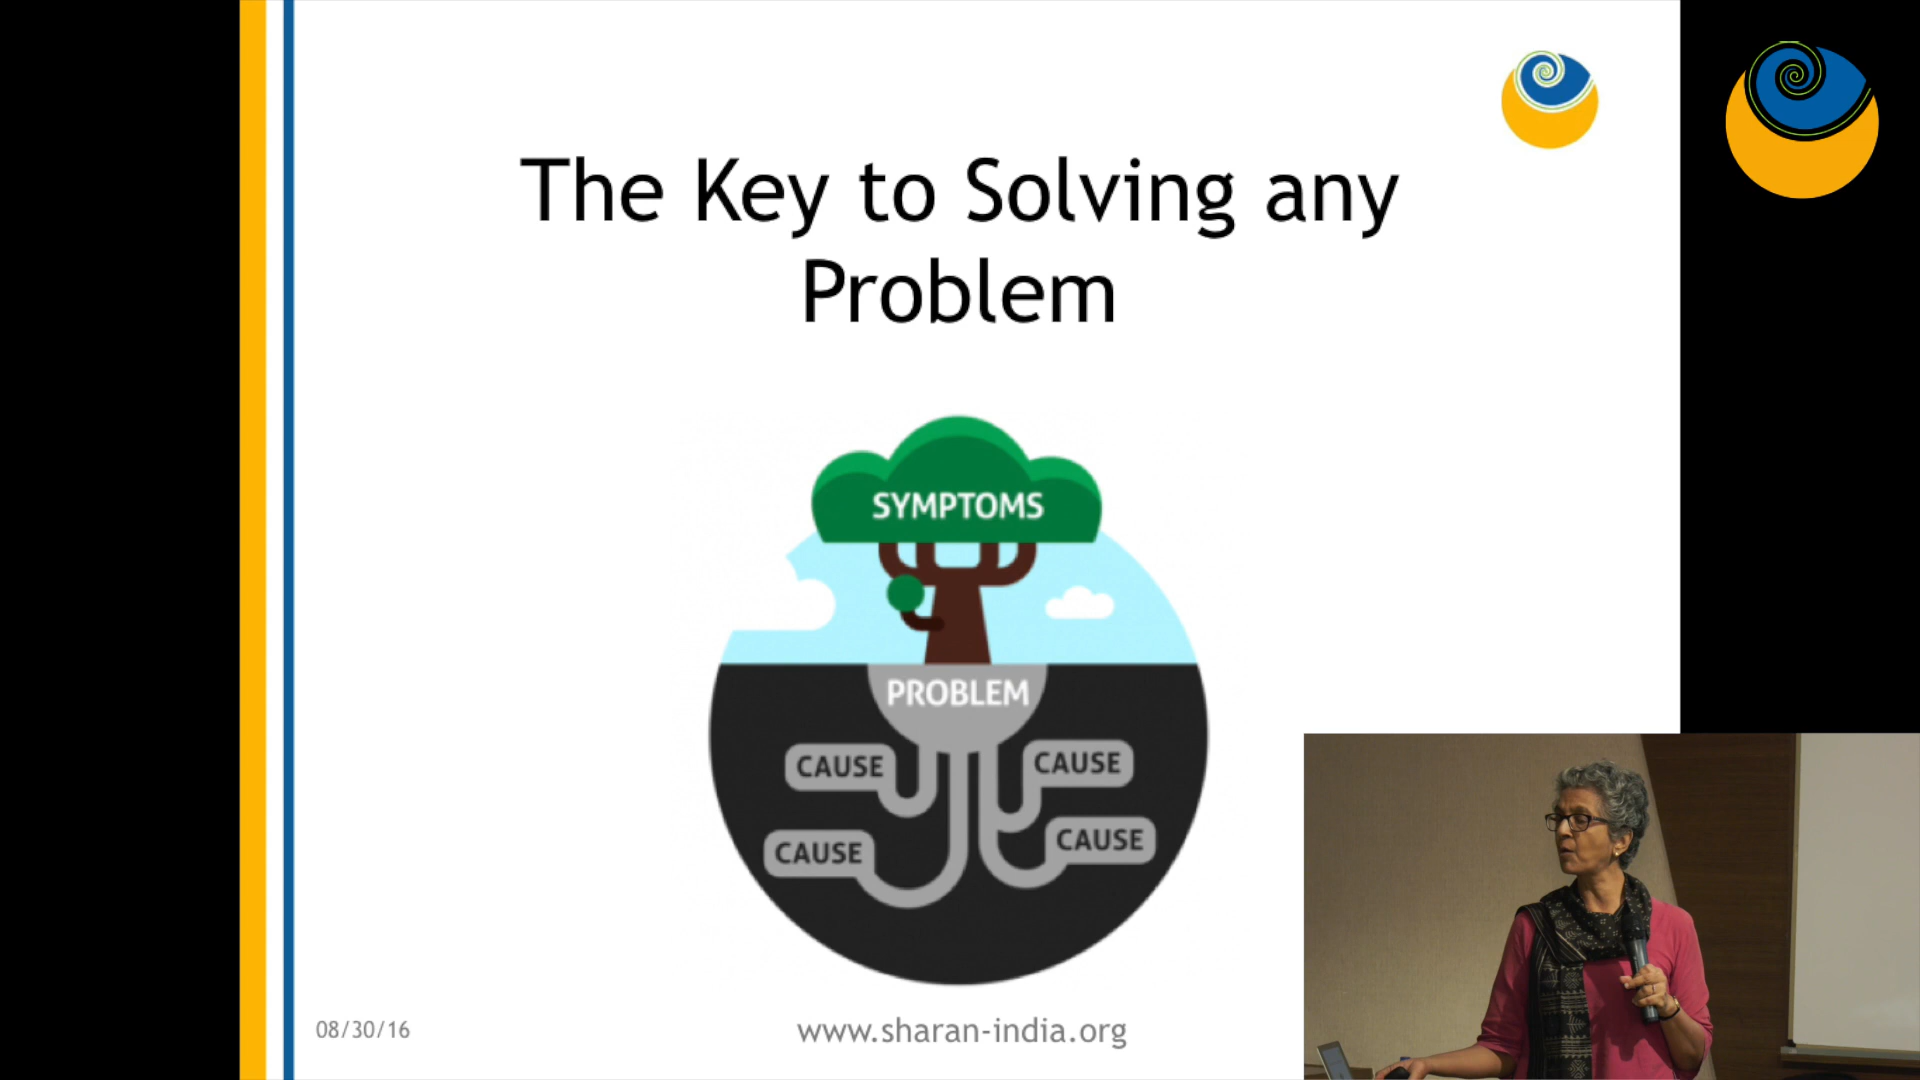 The Key to Solving any
Problem
SYMPTOMS
PROBLEM
CAUSE
CAUSE
CAUSE
CAUSE
08/30/16
www.sharan-india.org